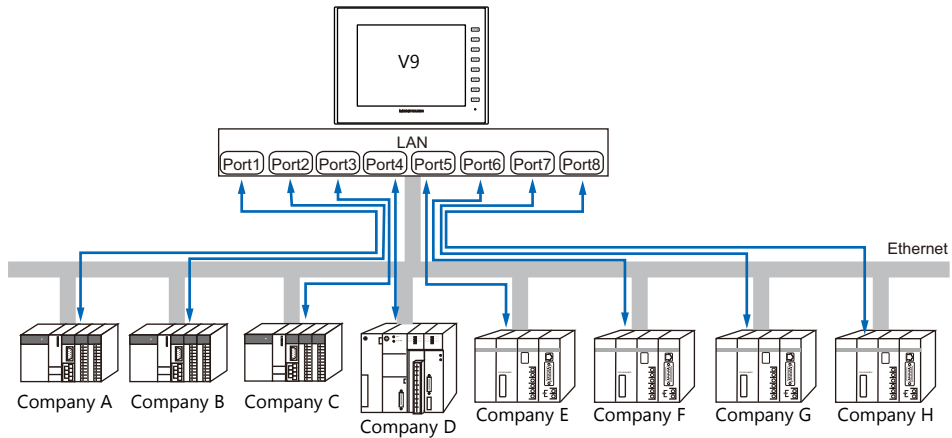 V9
LAN
Port1 Port2 Port3 Port4 Port5 Port6 Port7 Port8
Ethernet
Company A Company B Company C Company D Company E Company F Company G Company H